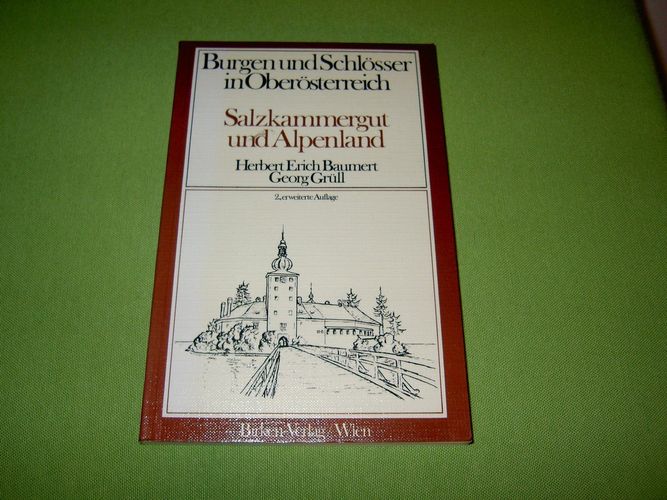 Burgen und Schlösser
in Oberösterreich
Salzkammergut
und Alpenland
Herbert Erich Baumert
Georg Grüll
2., erweiterte Auflage
Birken-Verlag / Wien